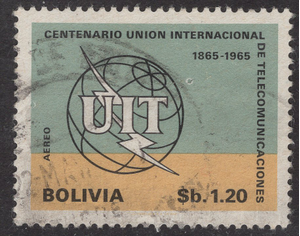 CENTENARIO UNION INTERNACIONAL
DE TELECOMUNICACIONES
1865-1965
UIT
AEREO
BOLIVIA
$b. 1.20